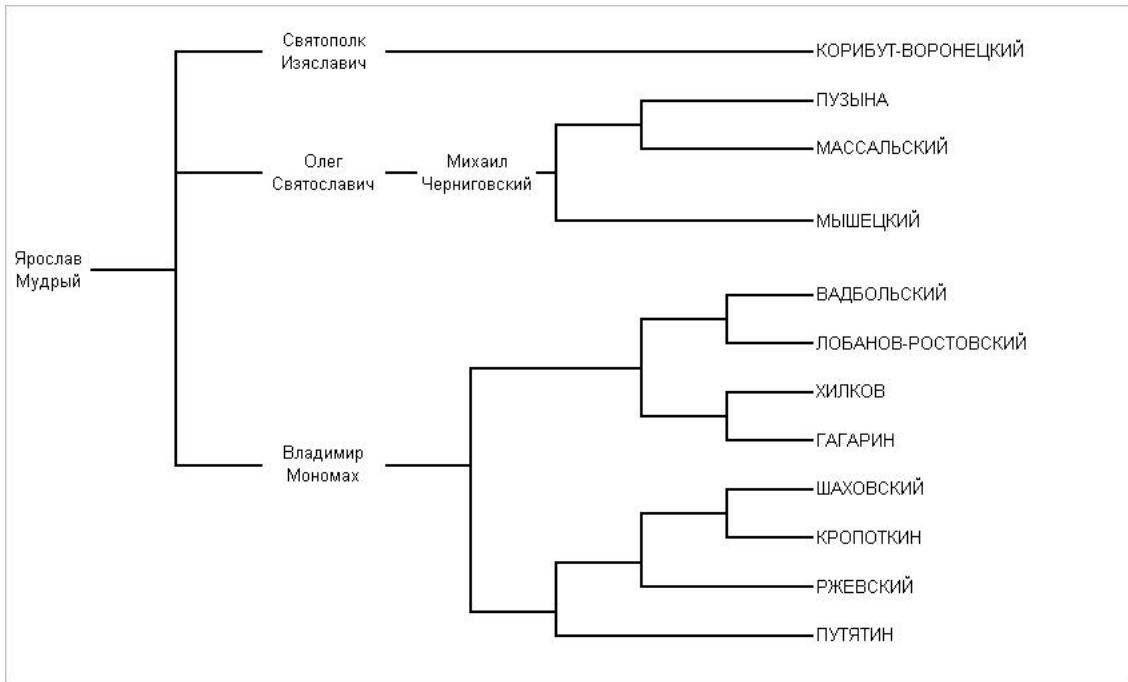 Святополк
Изяславич
КОРИБУТ-ВОРОНЕЦКИЙ
ПУЗЫНА
МАССАЛЬСКИЙ
Олег
Святославич
Михаил
Черниговский
МЫШЕЦКИЙ
Ярослав
Мудрый
ВАДБОЛЬСКИЙ
ЛОБАНОВ-РОСТОВСКИЙ
ХИЛКОВ
ГАГАРИН
Владимир
Мономах
ШАХОВСКИЙ
КРОПОТКИН
РЖЕВСКИЙ
ПУТЯТИН